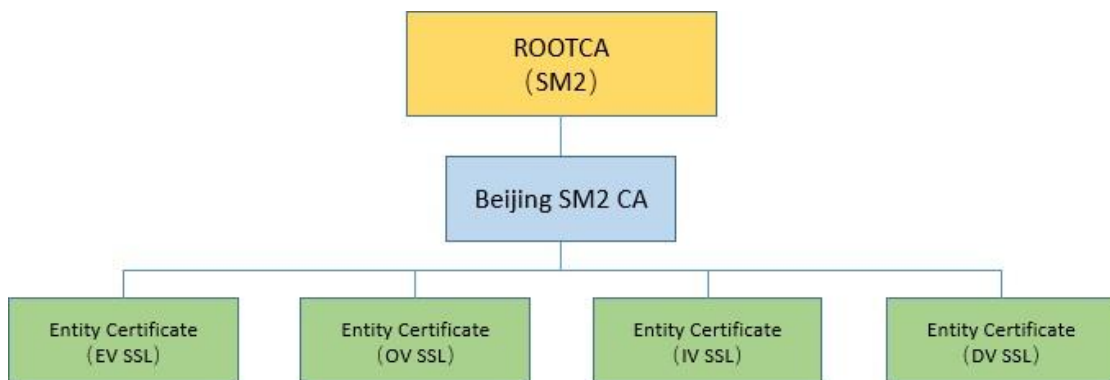 ROOTCA
（SM2）
Beijing SM2 CA
Entity Certificate
（EV SSL）
Entity Certificate
（OV SSL）
Entity Certificate
（IV SSL）
Entity Certificate
（DV SSL）